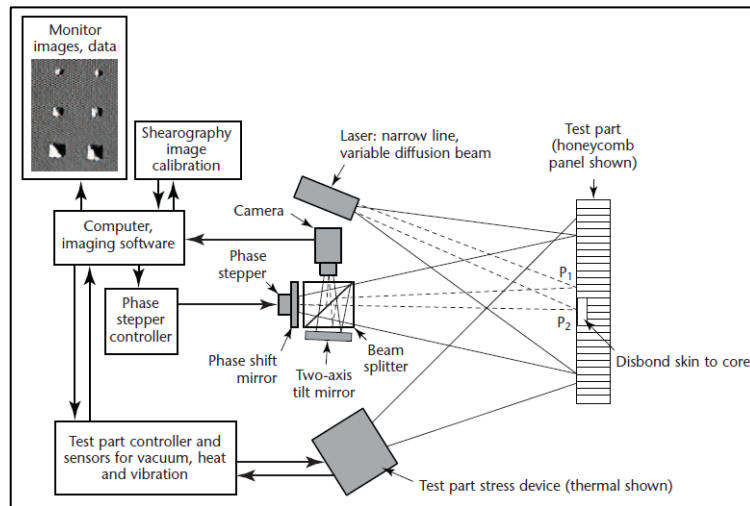 Monitor
images, data
Shearography
image
calibration
Laser: narrow line,
variable diffusion beam
Test part
(honeycomb
panel shown)
Camera
Computer,
imaging software
Phase
stepper
P1
Phase
stepper
controller
P2
Phase shift
mirror
Two-axis
tilt mirror
Beam
splitter
Disbond skin to core
Test part controller and
sensors for vacuum, heat
and vibration
Test part stress device (thermal shown)